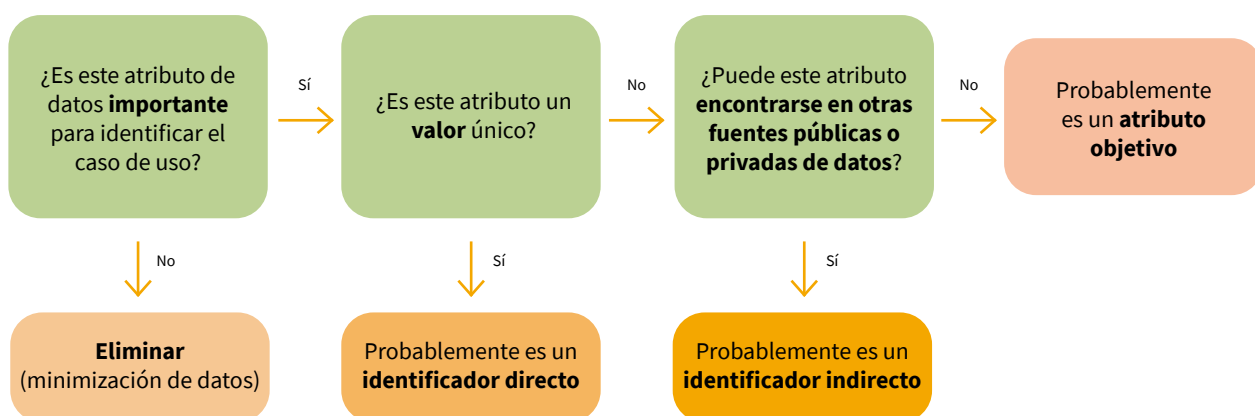 ¿Es este atributo de
datos importante
para identificar el
caso de uso?
Sí
¿Es este atributo un
valor único?
No
¿Puede este atributo
encontrarse en otras
fuentes públicas o
privadas de datos?
No
Probablemente
es un atributo
objetivo
No
Sí
Sí
Eliminar
(minimización de datos)
Probablemente es un
identificador directo
Probablemente es un
identificador indirecto